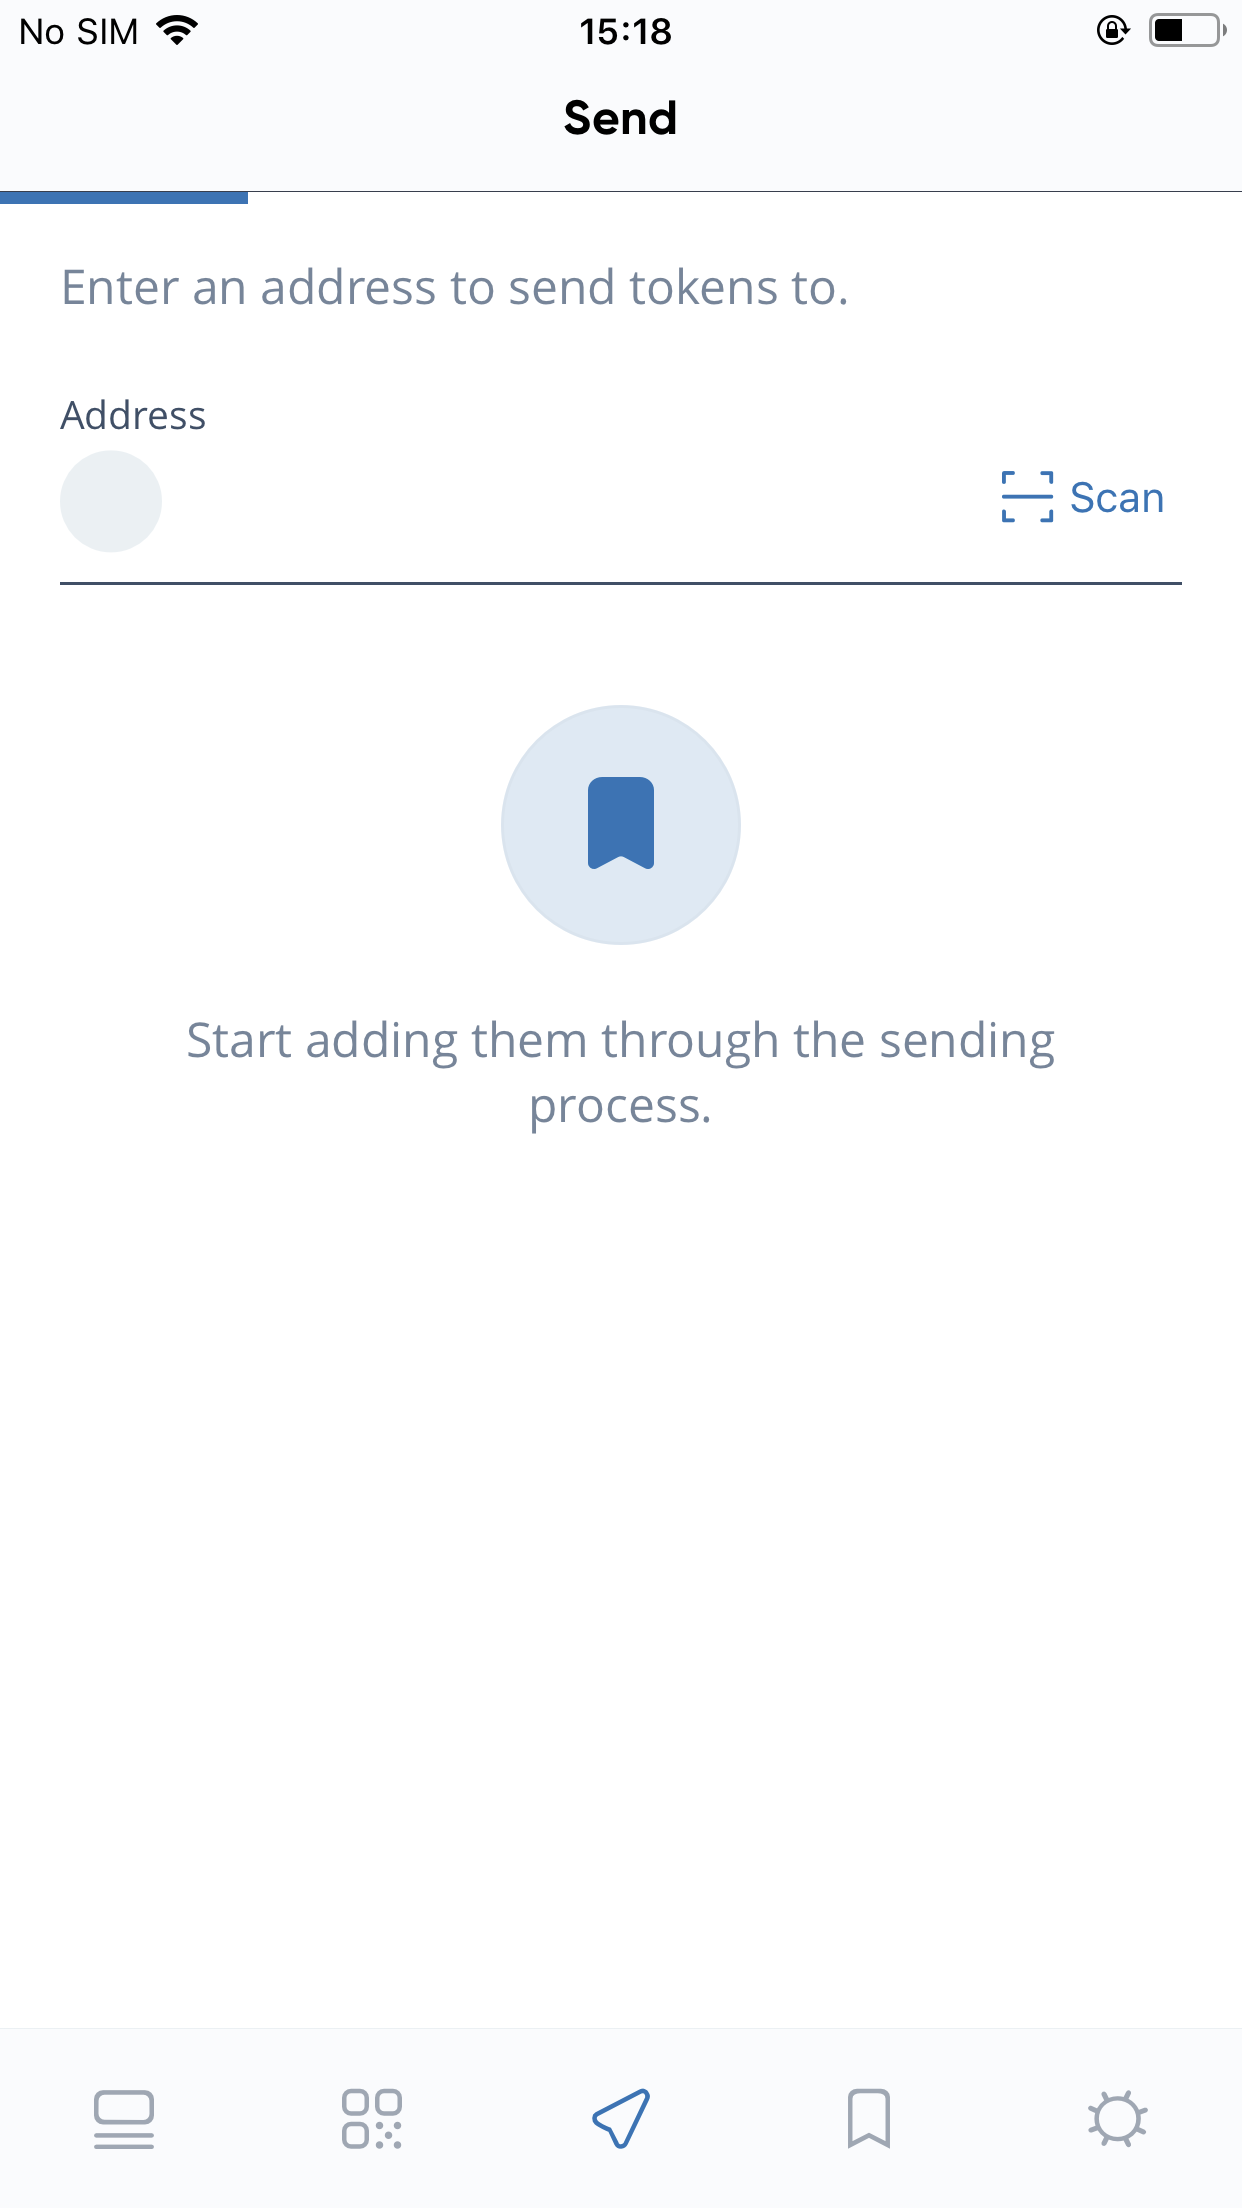 No SIM 15:18
Send
Enter an address to send tokens to.
Address
Scan
Start adding them through the sending
process.